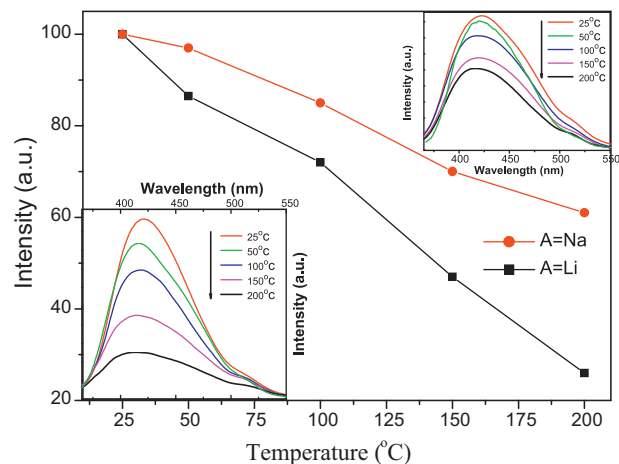 100
80
60
40
20
Intensity (a.u.)
25
50
75
100
125
150
175
200
Temperature (°C)
A=Na
A=Li
Intensity (a.u.)
25°C
50°C
100°C
150°C
200°C
400
450
500
550
Wavelength (nm)
Wavelength (nm)
400
450
500
550
25°C
50°C
100°C
150°C
200°C
Intensity (a.u.)